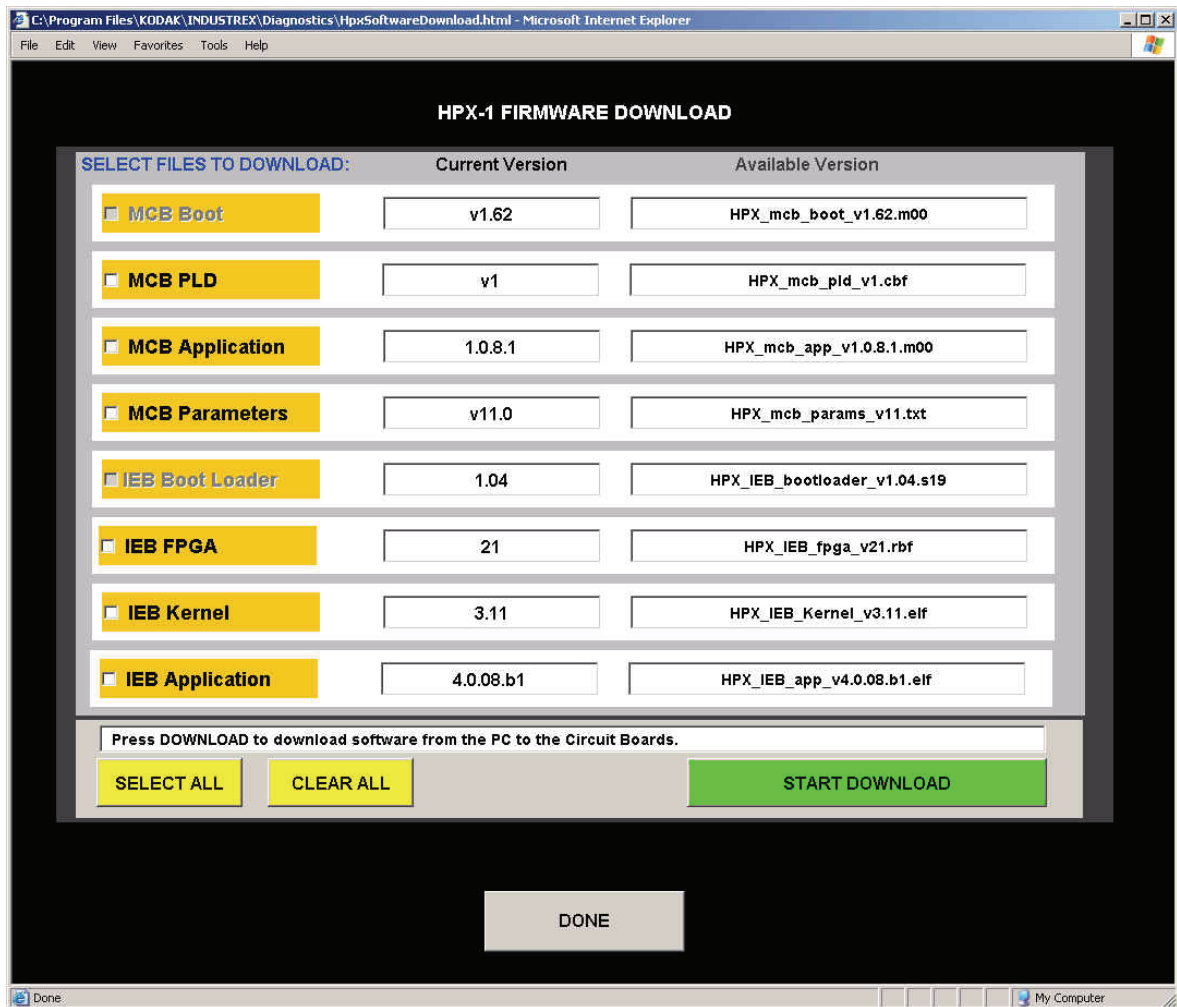 C:\Program Files\KODAK\INDUSTREX\Diagnostics\HpxSoftwareDownload.html - Microsoft Internet Explorer
File Edit View Favorites Tools Help
HPX-1 FIRMWARE DOWNLOAD
SELECT FILES TO DOWNLOAD: Current Version Available Version
MCB Boot v1.62 HPX_mcb_boot_v1.62.m00
MCB PLD v1 HPX_mcb_pld_v1.cbf
MCB Application 1.0.8.1 HPX_mcb_app_v1.0.8.1.m00
MCB Parameters v11.0 HPX_mcb_params_v11.txt
IEB Boot Loader 1.04 HPX_IEB_bootloader_v1.04.s19
IEB FPGA 21 HPX_IEB_fpga_v21.rbf
IEB Kernel 3.11 HPX_IEB_Kernel_v3.11.elf
IEB Application 4.0.08.b1 HPX_IEB_app_v4.0.08.b1.elf
Press DOWNLOAD to download software from the PC to the Circuit Boards.
SELECT ALL CLEAR ALL START DOWNLOAD
DONE
Done My Computer